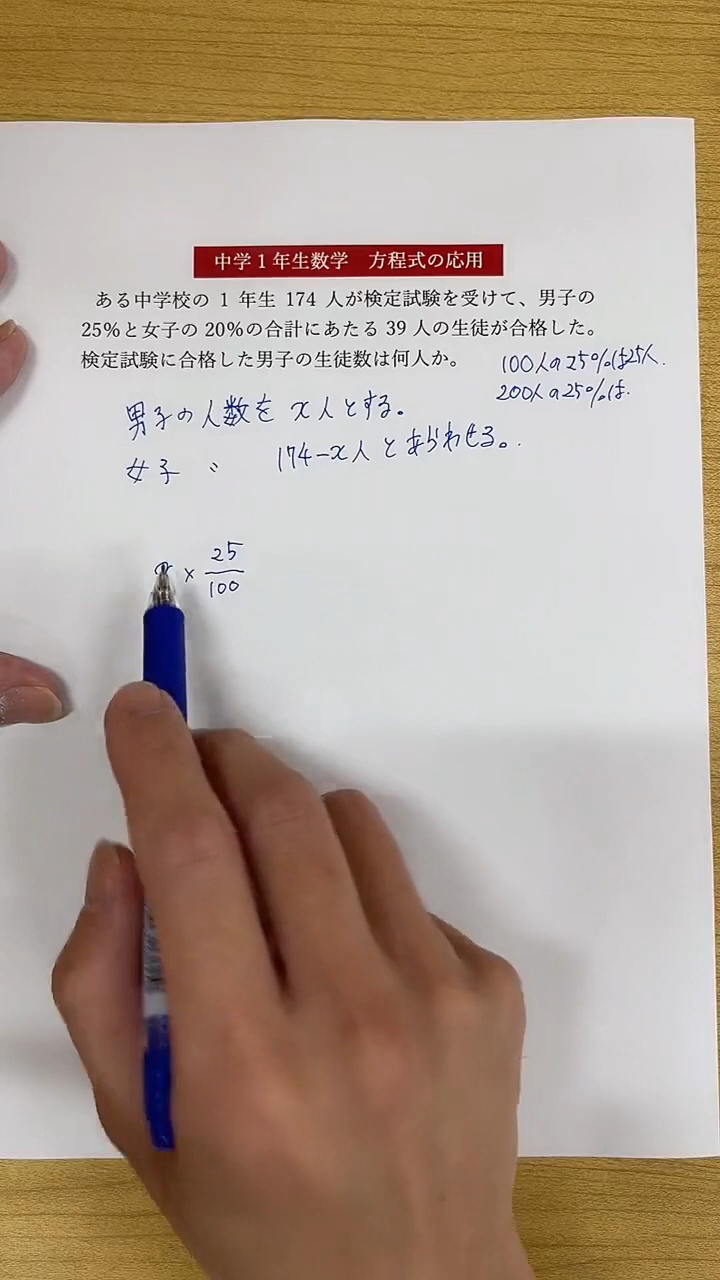 中学1年生数学 方程式の応用
ある中学校の 1 年生 174 人が検定試験を受けて、男子の
25%と女子の 20%の合計にあたる 39 人の生徒が合格した。
検定試験に合格した男子の生徒数は何人か。
100人の25%は25人.
200人の25%は.
男子の人数を x人とする。
女子 〃 174-x人とあらわせる。
x × 25/100